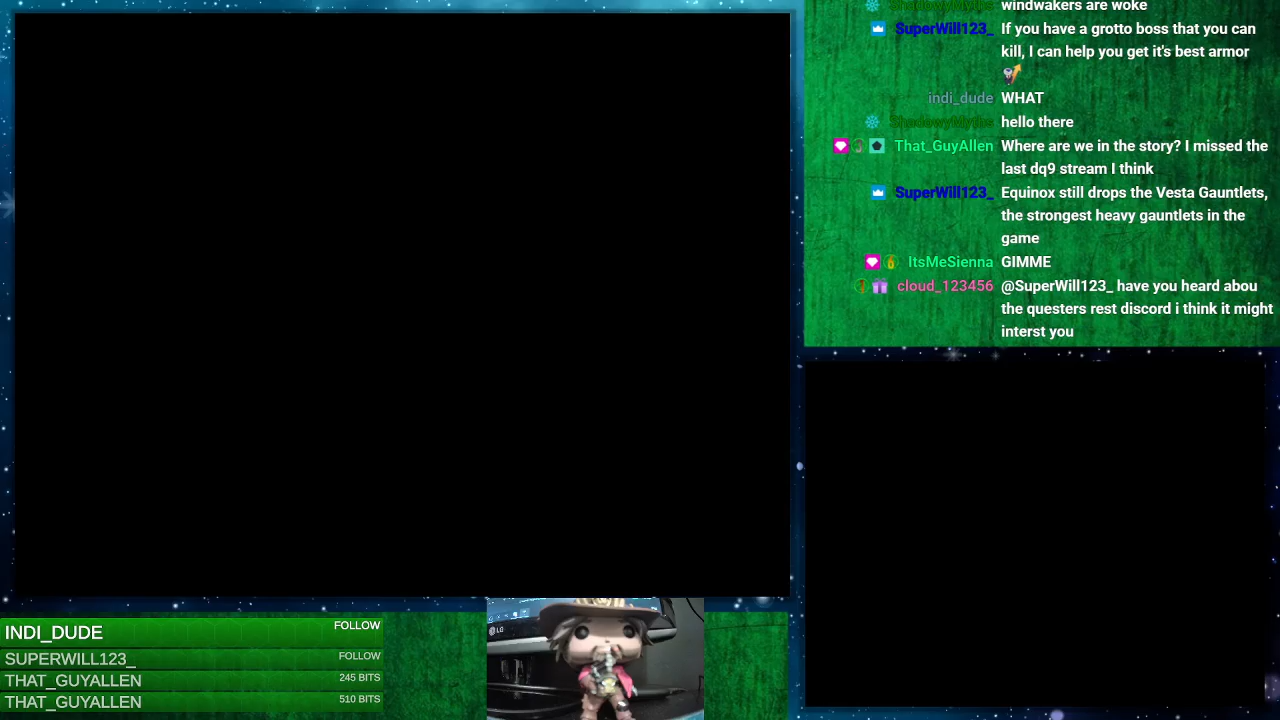 ShadowyMyths windwakers are woke
SuperWill123_ If you have a grotto boss that you can
kill, I can help you get it's best armor
indi_dude WHAT
ShadowyMyths hello there
That_GuyAllen Where are we in the story? I missed the
last dq9 stream I think
SuperWill123_ Equinox still drops the Vesta Gauntlets,
the strongest heavy gauntlets in the
game
ItsMeSienna GIMME
cloud_123456 @SuperWill123_ have you heard abou
the questers rest discord i think it might
interst you
LG
INDI_DUDE FOLLOW
SUPERWILL123_ FOLLOW
THAT_GUYALLEN 245 BITS
THAT_GUYALLEN 510 BITS